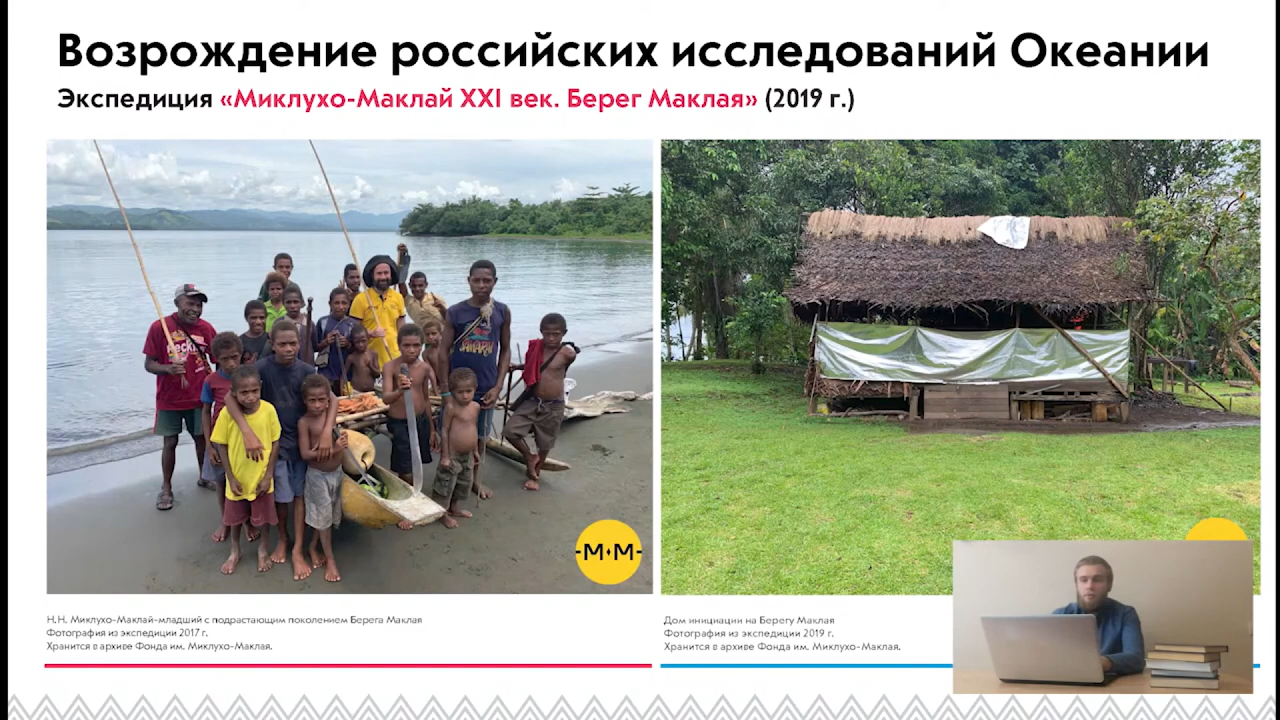 Возрождение российских исследований Океании
Экспедиция «Миклухо-Маклай XXI век. Берег Маклая» (2019 г.)
-М·М-
Н.Н. Миклухо-Маклай-младший с подрастающим поколением Берега Маклая
Фотография из экспедиции 2017 г.
Хранится в архиве Фонда им. Миклухо-Маклая.
Дом инициации на Берегу Маклая
Фотография из экспедиции 2019 г.
Хранится в архиве Фонда им. Миклухо-Маклая.